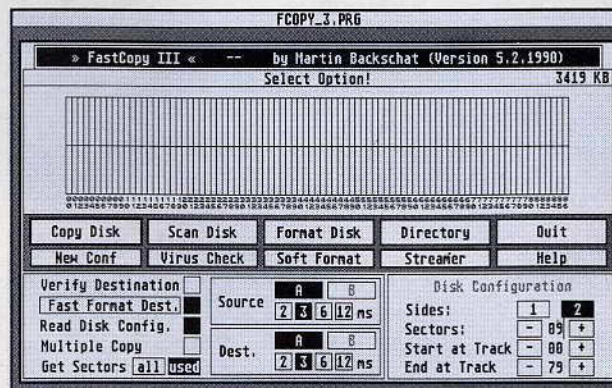 FCOPY_3.PRG
» FastCopy III « -- by Martin Backschat (Version 5.2.1990)
Select Option! 3419 KB
000000000011111111112222222222333333333344444444445555555555666666666677777777778888888
012345678901234567890123456789012345678901234567890123456789012345678901234567890123456
Copy Disk Scan Disk Format Disk Directory Quit
New Conf Virus Check Soft Format Streamer Help
Verify Destination
Fast Format Dest.
Read Disk Config.
Multiple Copy
Get Sectors all used
Source A B
2 3 6 12 ms
Dest. A B
2 3 6 12 ms
Disk Configuration
Sides: 1 2
Sectors: - 09 +
Start at Track - 00 +
End at Track - 79 +